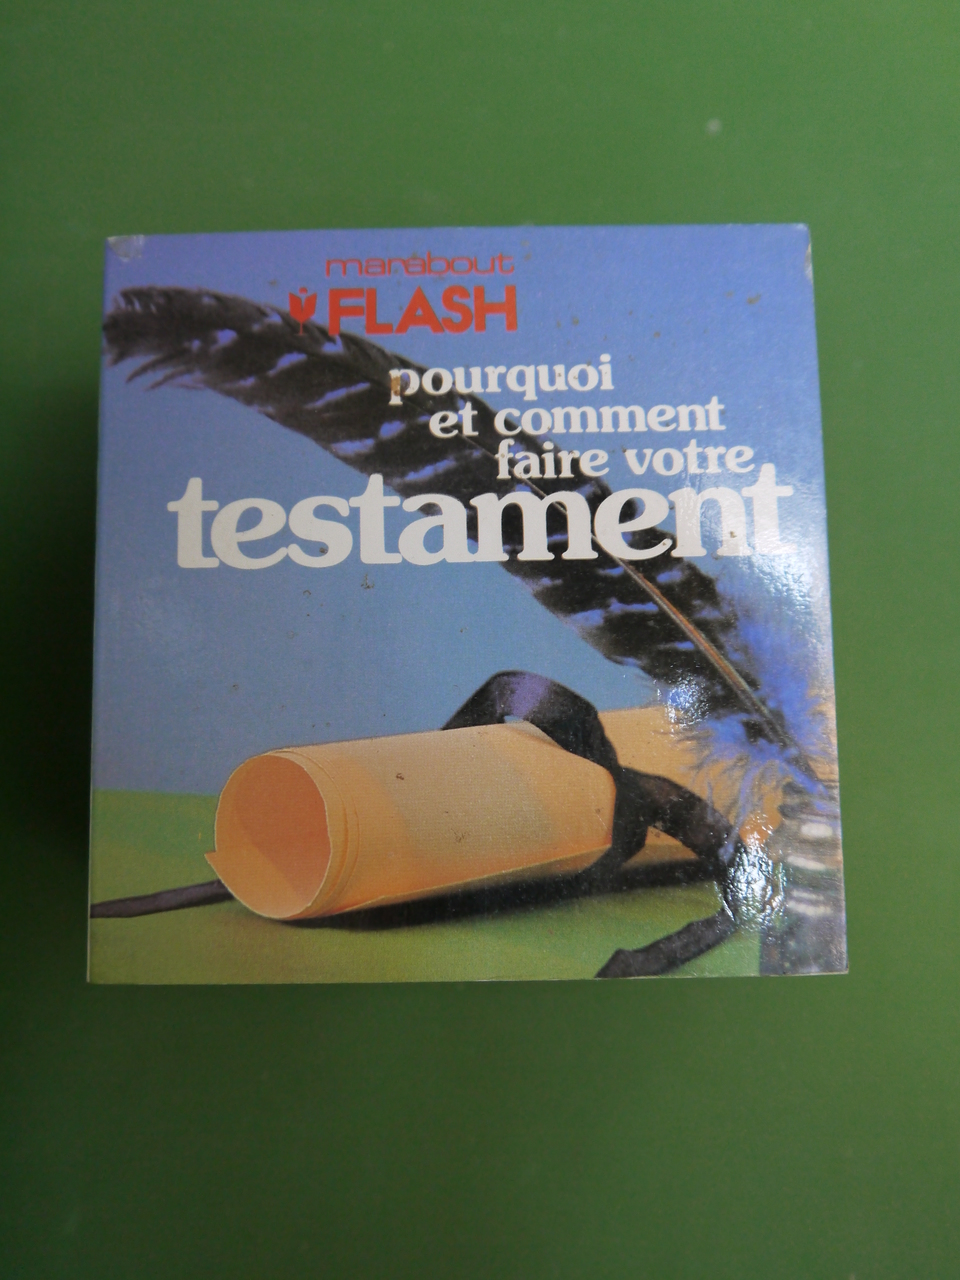 marabout
FLASH
pourquoi
et comment
faire votre
testament